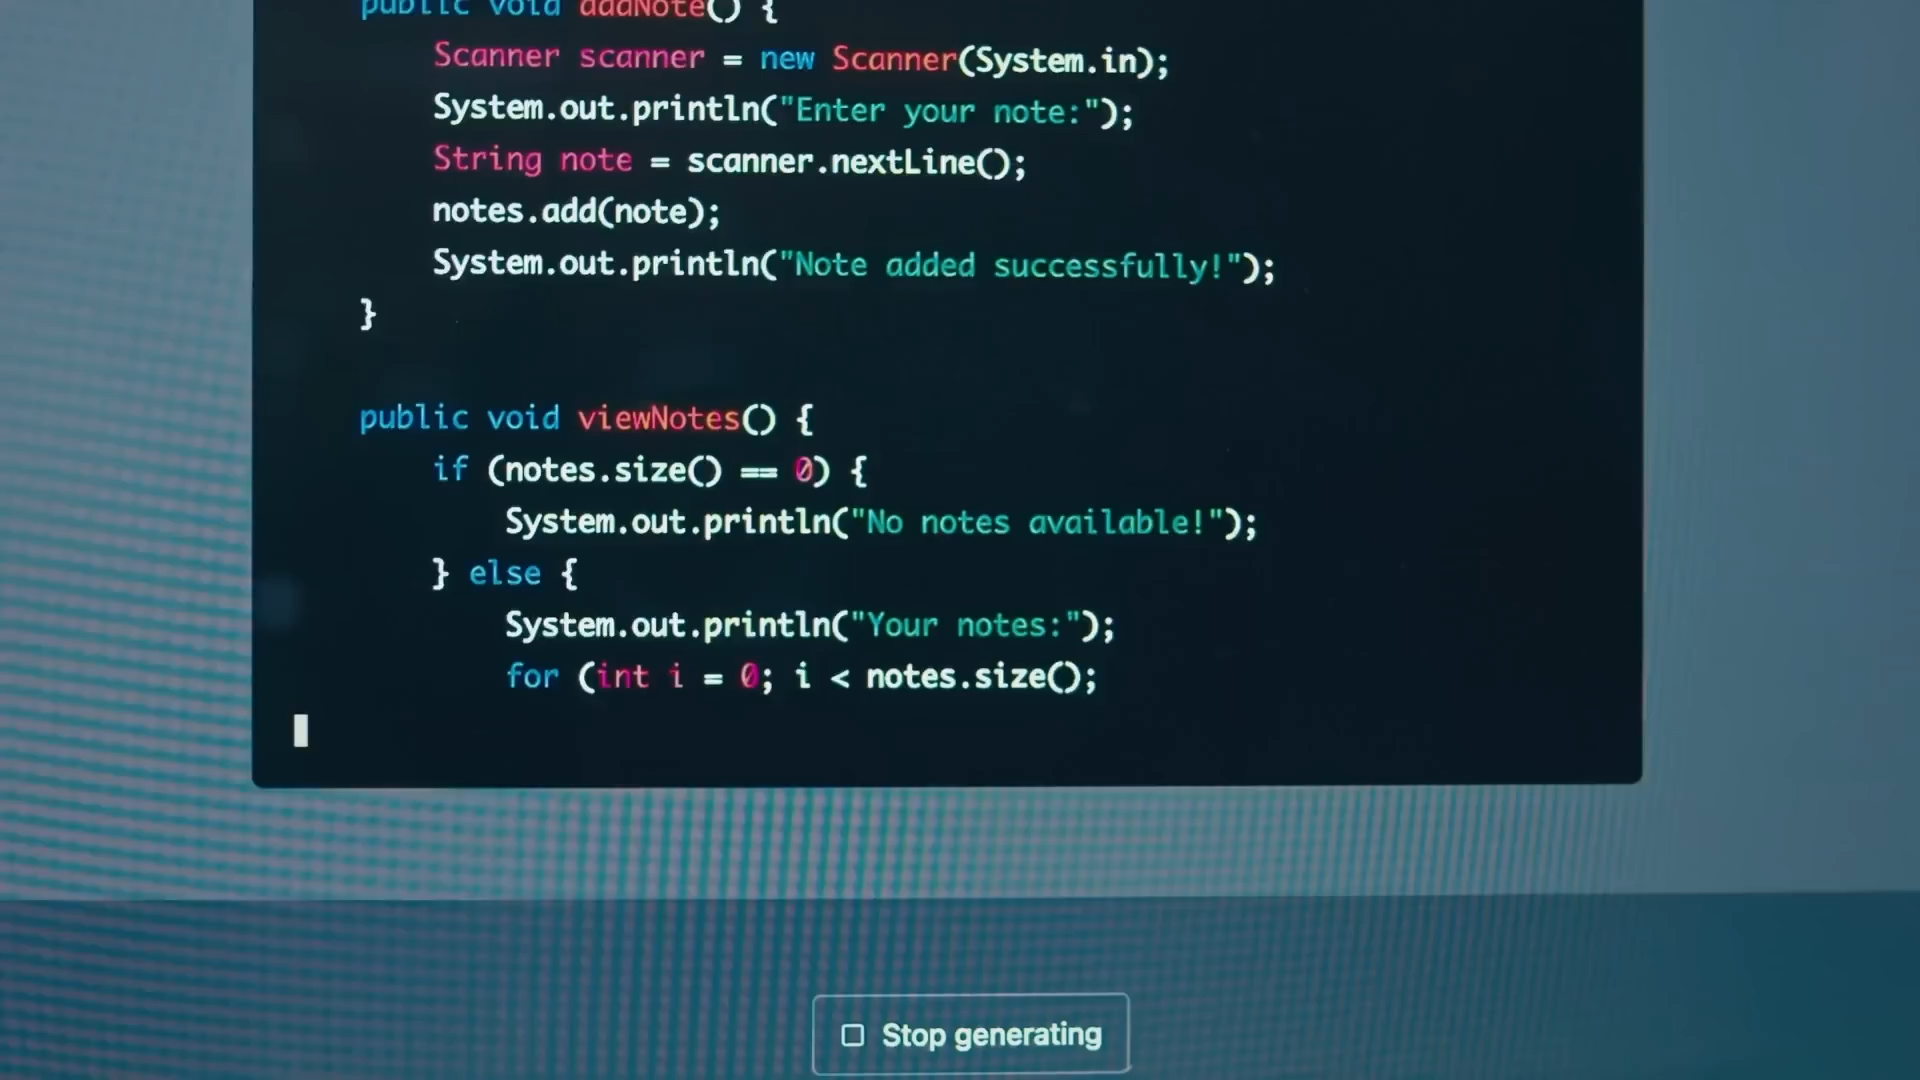 public void addNote() {
Scanner scanner = new Scanner(System.in);
System.out.println("Enter your note:");
String note = scanner.nextLine();
notes.add(note);
System.out.println("Note added successfully!");
}
public void viewNotes() {
if (notes.size() == 0) {
System.out.println("No notes available!");
} else {
System.out.println("Your notes:");
for (int i = 0; i < notes.size();
Stop generating